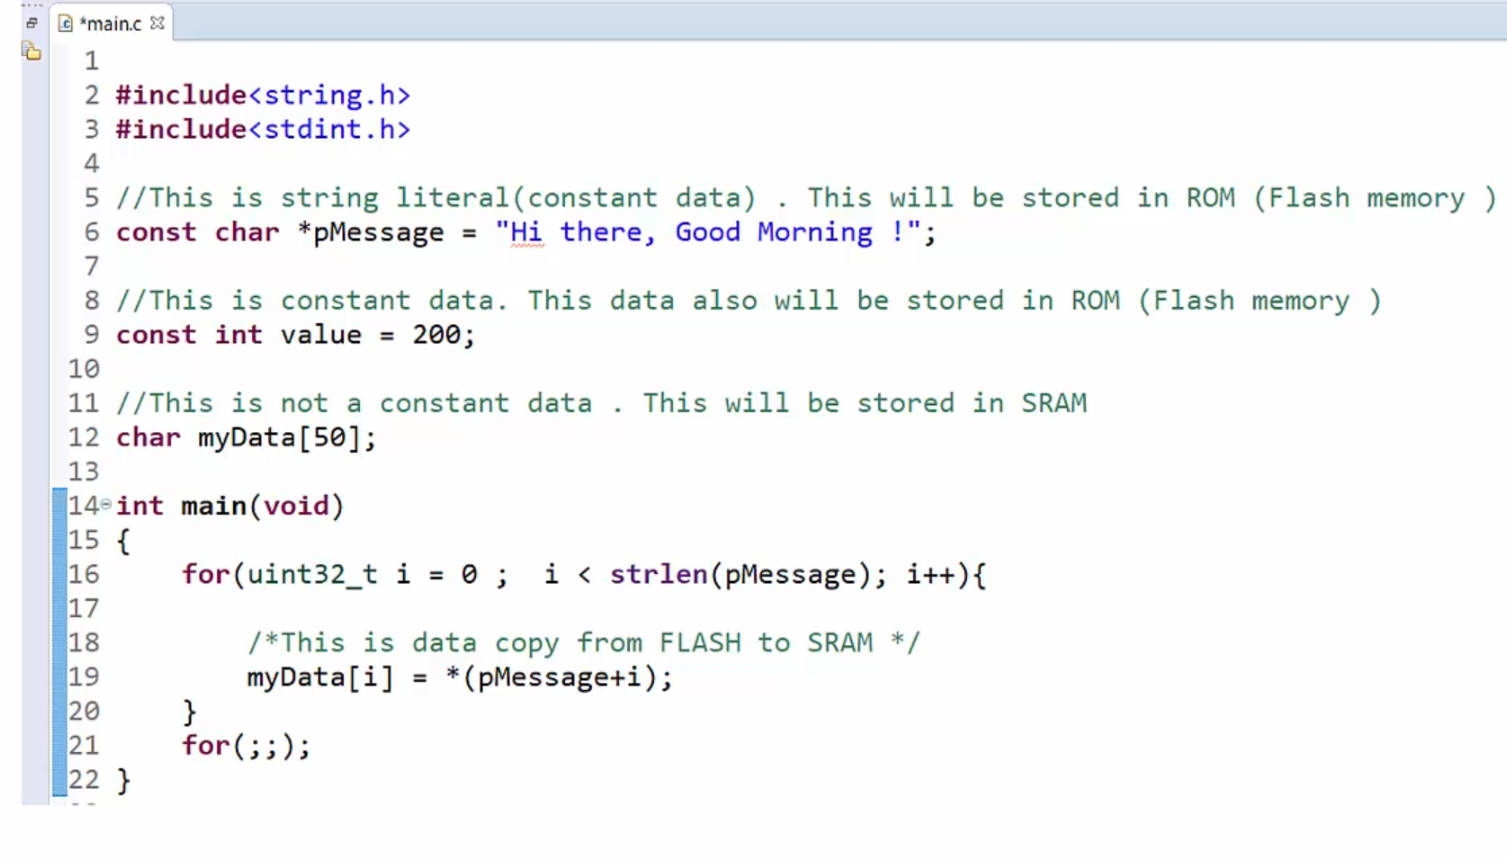 *main.c
1
2 #include<string.h>
3 #include<stdint.h>
4
5 //This is string literal(constant data) . This will be stored in ROM (Flash memory )
6 const char *pMessage = "Hi there, Good Morning !";
7
8 //This is constant data. This data also will be stored in ROM (Flash memory )
9 const int value = 200;
10
11 //This is not a constant data . This will be stored in SRAM
12 char myData[50];
13
14 int main(void)
15 {
16     for(uint32_t i = 0 ;  i < strlen(pMessage); i++){
17
18         /*This is data copy from FLASH to SRAM */
19         myData[i] = *(pMessage+i);
20     }
21     for(;;);
22 }